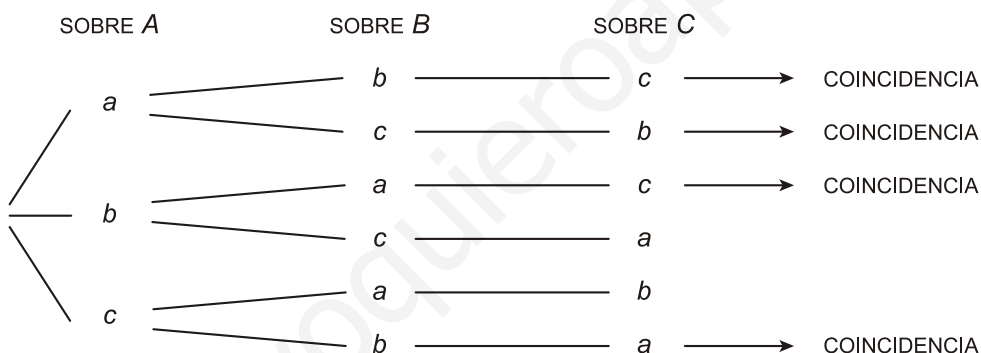 SOBRE A SOBRE B SOBRE C
b c COINCIDENCIA
a
c b COINCIDENCIA
a c COINCIDENCIA
b
c a
a b
c
b a COINCIDENCIA